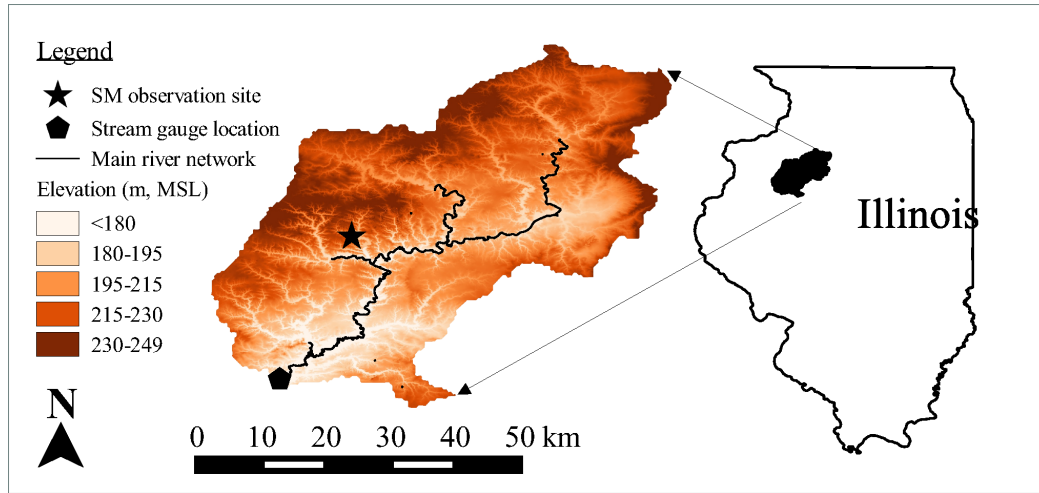 Legend
SM observation site
Stream gauge location
Main river network
Elevation (m, MSL)
<180
180-195
195-215
215-230
230-249
N
0 10 20 30 40 50 km
Illinois